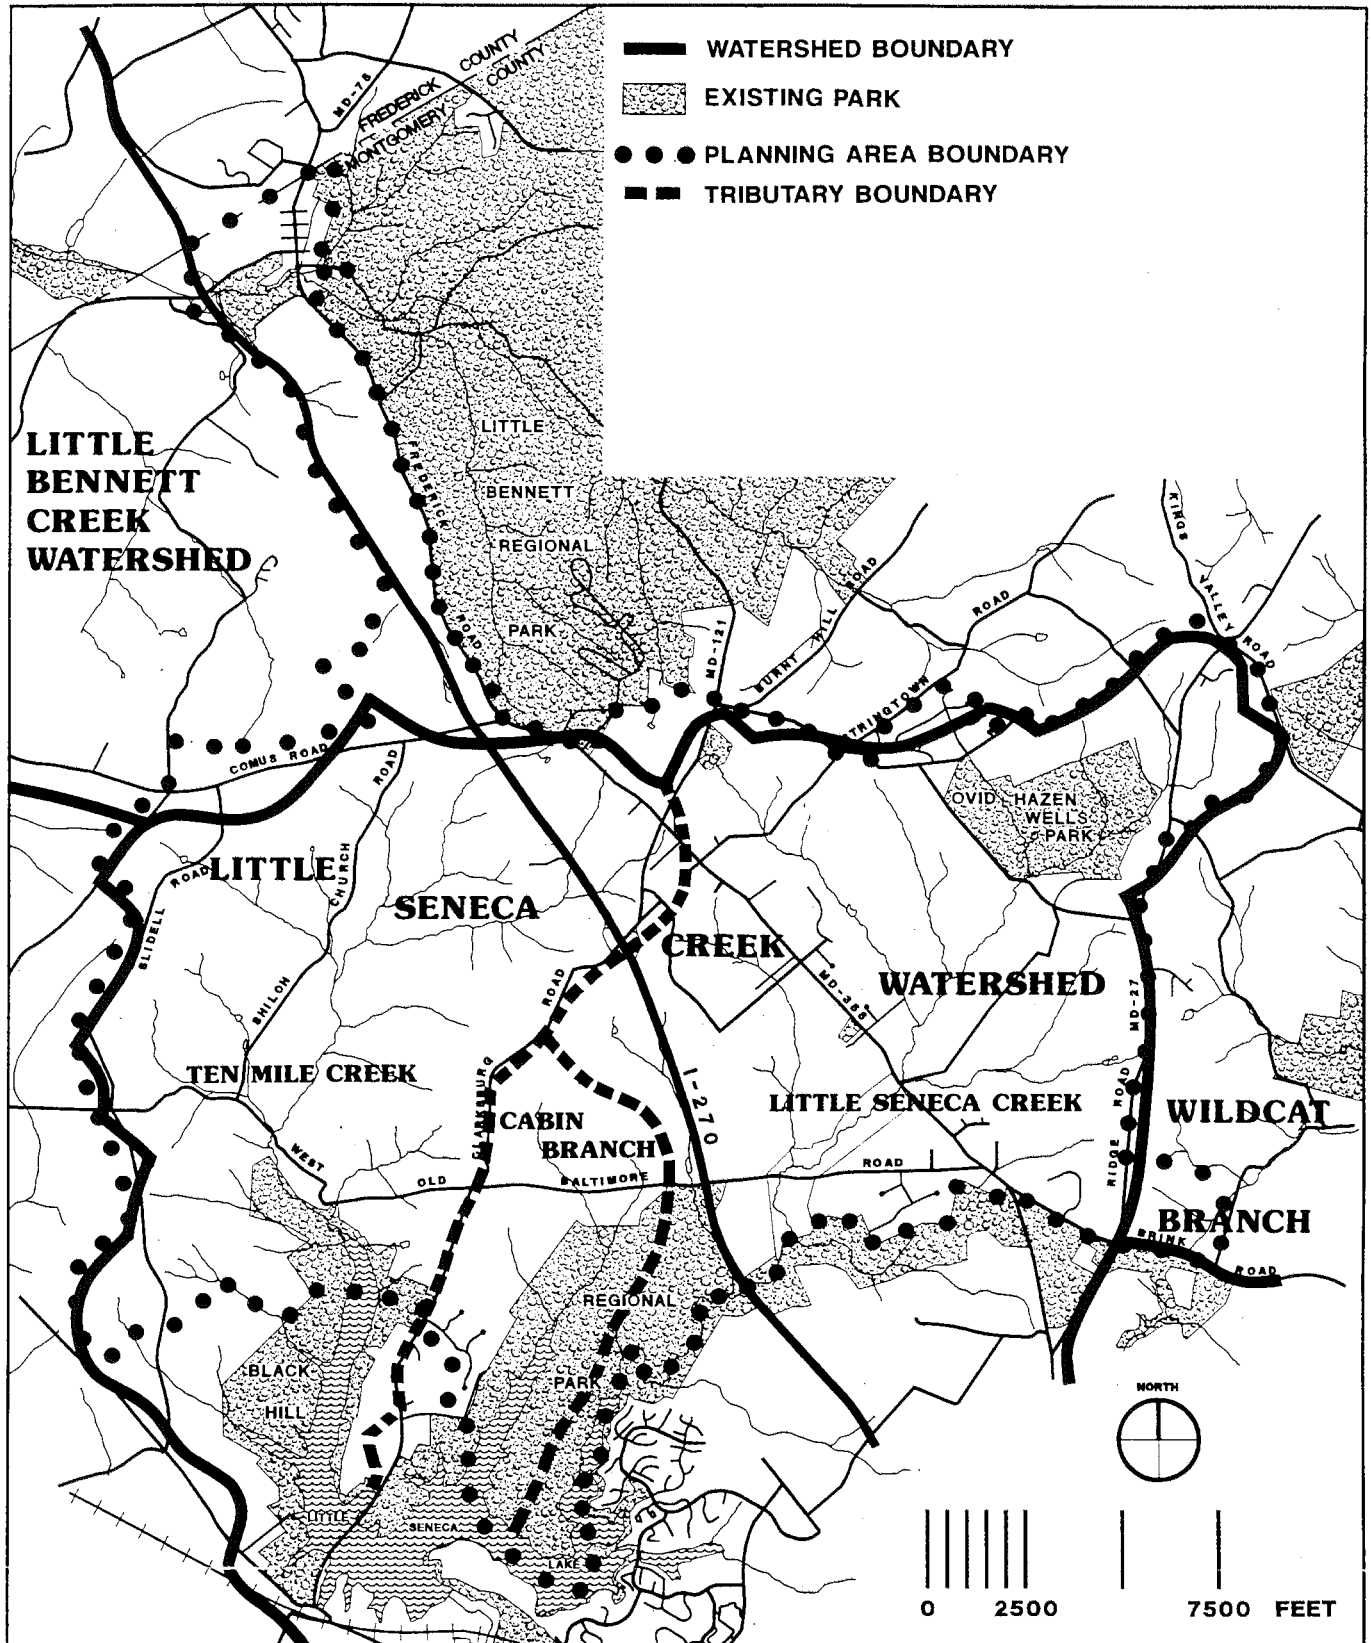 WATERSHED BOUNDARY
EXISTING PARK
PLANNING AREA BOUNDARY
TRIBUTARY BOUNDARY
FREDERICK COUNTY
MONTGOMERY COUNTY
MD-75
LITTLE
BENNETT
CREEK
WATERSHED
FREDERICK
ROAD
LITTLE
BENNETT
REGIONAL
PARK
MD-121
BURNT HILL ROAD
KINGS
VALLEY ROAD
ROAD
COMUS ROAD
OVID HAZEN
WELLS
PARK
SLIDELL
ROAD
SHILOH
CHURCH
ROAD
LITTLE
SENECA
CREEK
WATERSHED
MD-355
MD-27
RIDGE
ROAD
CLARKSBURG
ROAD
I-270
TEN MILE CREEK
CABIN
BRANCH
LITTLE SENECA CREEK
WILDCAT
BRANCH
WEST
OLD
BALTIMORE
ROAD
BRINK
ROAD
BLACK
HILL
REGIONAL
PARK
LITTLE
SENECA
LAKE
NORTH
0 2500 7500 FEET